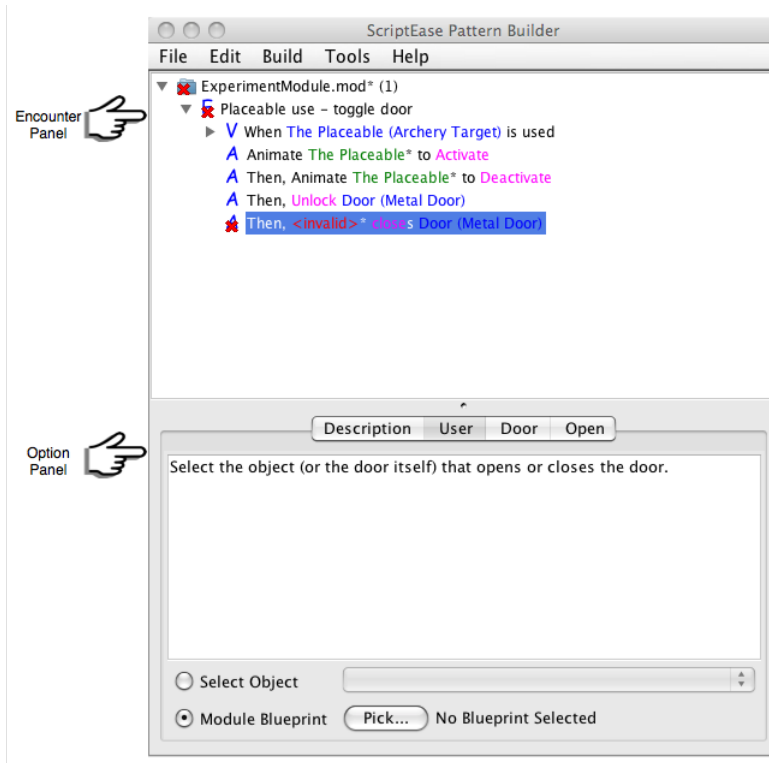 ScriptEase Pattern Builder
File Edit Build Tools Help
Encounter
Panel
ExperimentModule.mod* (1)
Placeable use – toggle door
V When The Placeable (Archery Target) is used
A Animate The Placeable* to Activate
A Then, Animate The Placeable* to Deactivate
A Then, Unlock Door (Metal Door)
A Then, <invalid>* closes Door (Metal Door)
Option
Panel
Description User Door Open
Select the object (or the door itself) that opens or closes the door.
Select Object
Module Blueprint Pick... No Blueprint Selected